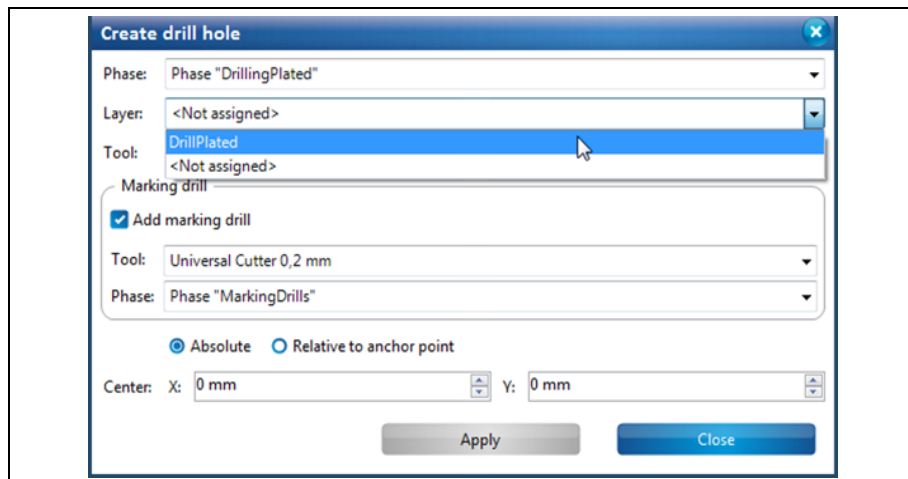 Create drill hole
Phase: Phase "DrillingPlated"
Layer: <Not assigned>
DrillPlated
Tool:
<Not assigned>
Marking drill
Add marking drill
Tool: Universal Cutter 0,2 mm
Phase: Phase "MarkingDrills"
Absolute Relative to anchor point
Center: X: 0 mm Y: 0 mm
Apply Close